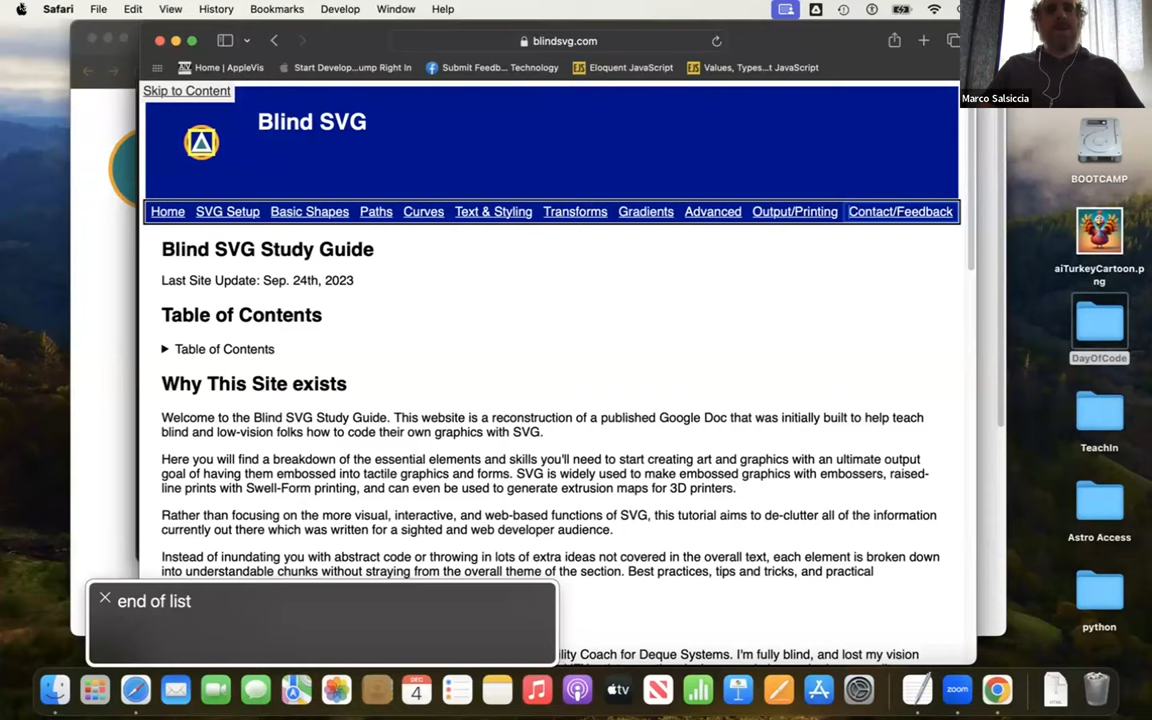 Safari File Edit View History Bookmarks Develop Window Help
blindsvg.com
Home | AppleVis Start Develop...ump Right In Submit Feedb... Technology Eloquent JavaScript Values, Types...t JavaScript
Marco Salsiccia
Skip to Content
Blind SVG
Home SVG Setup Basic Shapes Paths Curves Text & Styling Transforms Gradients Advanced Output/Printing Contact/Feedback
Blind SVG Study Guide
Last Site Update: Sep. 24th, 2023
Table of Contents
Table of Contents
Why This Site exists
Welcome to the Blind SVG Study Guide. This website is a reconstruction of a published Google Doc that was initially built to help teach
blind and low-vision folks how to code their own graphics with SVG.
Here you will find a breakdown of the essential elements and skills you'll need to start creating art and graphics with an ultimate output
goal of having them embossed into tactile graphics and forms. SVG is widely used to make embossed graphics with embossers, raised-
line prints with Swell-Form printing, and can even be used to generate extrusion maps for 3D printers.
Rather than focusing on the more visual, interactive, and web-based functions of SVG, this tutorial aims to de-clutter all of the information
currently out there which was written for a sighted and web developer audience.
Instead of inundating you with abstract code or throwing in lots of extra ideas not covered in the overall text, each element is broken down
into understandable chunks without straying from the overall theme of the section. Best practices, tips and tricks, and practical
end of list
ility Coach for Deque Systems. I'm fully blind, and lost my vision
BOOTCAMP
aiTurkeyCartoon.p
ng
DayOfCode
TeachIn
Astro Access
python
DEC
4
tv
zoom